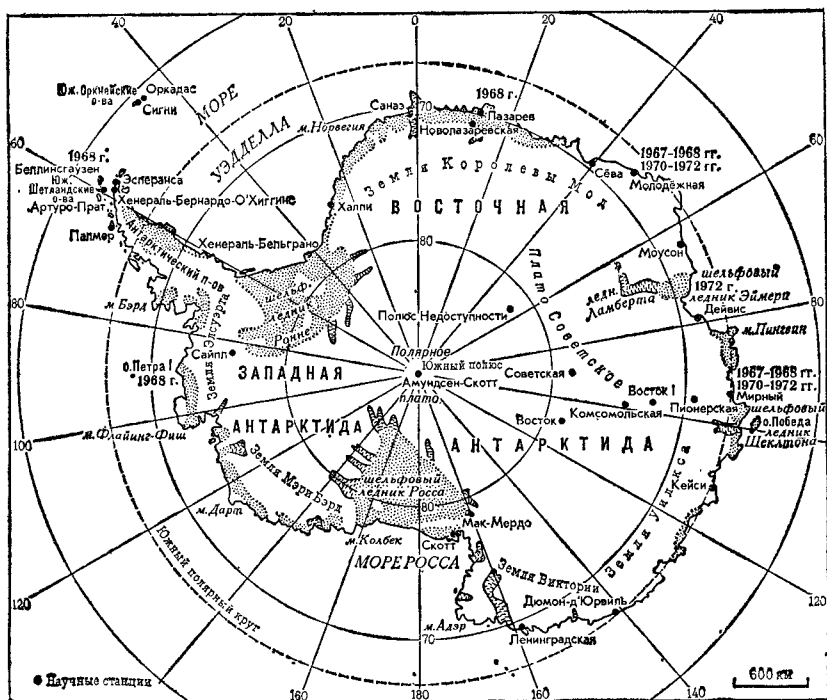 40
20
0
20
40
Юж. Оркнейские
о-ва
Оркадас
Сигни
МОРЕ
УЭДДЕЛЛА
м.Норвегия
Санаэ
70
1968 г.
Лазарев
Новолазаревская
60
1968 г.
Беллинсгаузен
Юж.
Шетландские
о-ва
Эсперанса
Артуро-Прат
Хенераль-Бернардо-О'Хиггинс
Палмер
Антарктический п-ов
Халли
Хенераль-Бельграно
Земля Королевы Мод
Сёва
1967-1968 гг.
1970-1972 гг.
Молодёжная
60
ВОСТОЧНАЯ
80
Моусон
ледн.
Ламберта
шельфовый
1972 г.
ледник Эймери
Дейвис
80
м.Бэрд
Земля Элсуэрта
шельф.
ледник
Ронне
Полюс Недоступности
Плато Советское
м.Пингвин
80
о.Петра I
1968 г.
Сайпл
ЗАПАДНАЯ
Полярное
Южный полюс
Амундсен-Скотт
плато
Советская
Восток I
Комсомольская
Восток
Пионерская
1967-1968 гг.
1970-1972 гг.
Мирный
шельфовый
о.Победа
ледник
Шеклтона
100
м.Флайинг-Фиш
АНТАРКТИДА
АНТАРКТИДА
100
Земля Мэри Бэрд
шельфовый
ледник Росса
80
Кейси
Земля Уилкса
м.Дарт
м.Колбек
Мак-Мердо
Скотт
МОРЕ РОССА
Земля Виктории
Дюмон-д'Юрвиль
Южный полярный круг
м.Адэр
70
Ленинградская
120
120
Научные станции
600 км
160
180
160
140